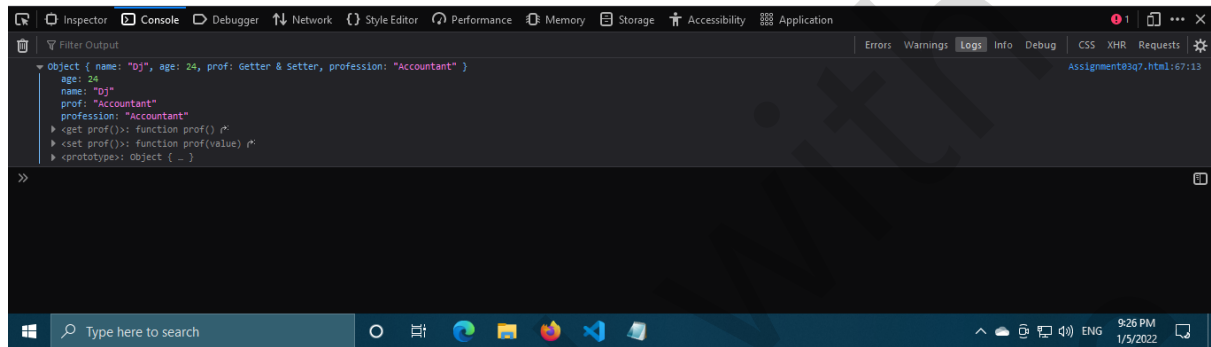 Inspector Console Debugger Network {} Style Editor Performance Memory Storage Accessibility Application 1
Filter Output Errors Warnings Logs Info Debug CSS XHR Requests
Object { name: "Dj", age: 24, prof: Getter & Setter, profession: "Accountant" } Assignment03q7.html:67:13
age: 24
name: "Dj"
prof: "Accountant"
profession: "Accountant"
<get prof()>: function prof()
<set prof()>: function prof(value)
<prototype>: Object { … }
Type here to search ENG 9:26 PM
1/5/2022